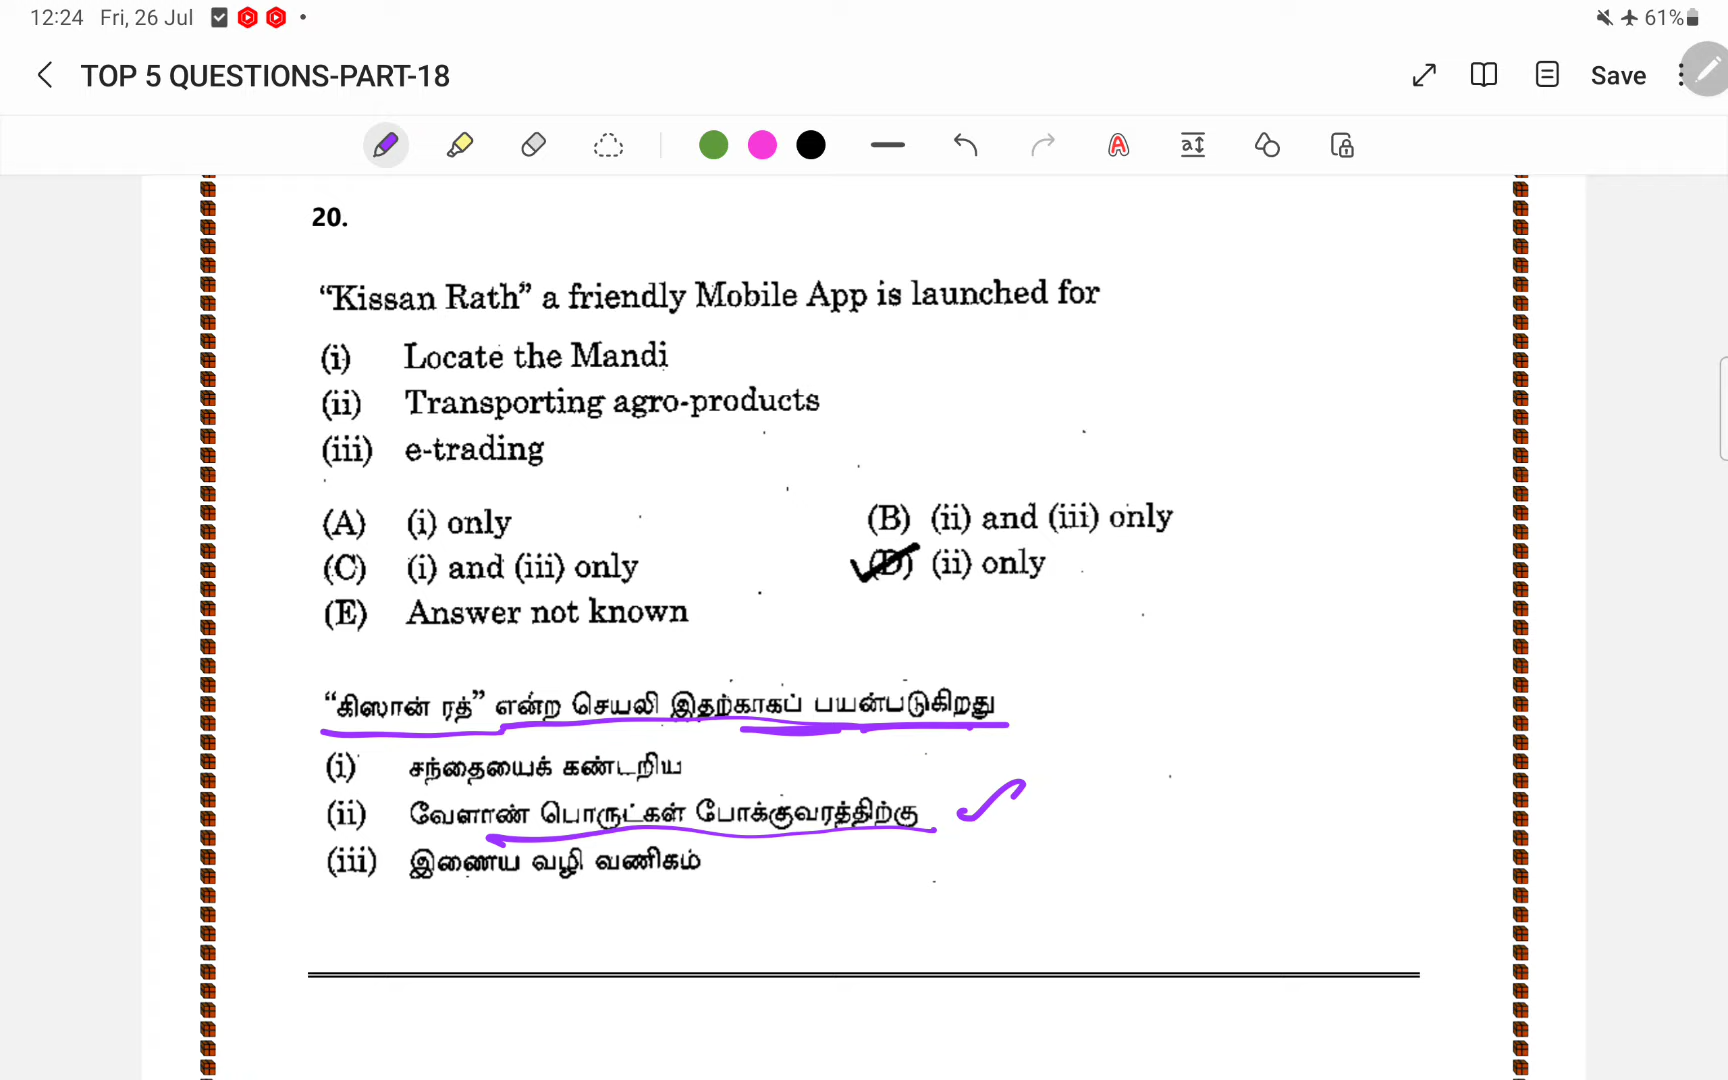 12:24 Fri, 26 Jul
61%
TOP 5 QUESTIONS-PART-18
Save
20.
“Kissan Rath” a friendly Mobile App is launched for
(i) Locate the Mandi
(ii) Transporting agro-products
(iii) e-trading
(A) (i) only (B) (ii) and (iii) only
(C) (i) and (iii) only (D) (ii) only
(E) Answer not known
“கிஸான் ரத்” என்ற செயலி இதற்காகப் பயன்படுகிறது
(i) சந்தையைக் கண்டறிய
(ii) வேளாண் பொருட்கள் போக்குவரத்திற்கு
(iii) இணைய வழி வணிகம்